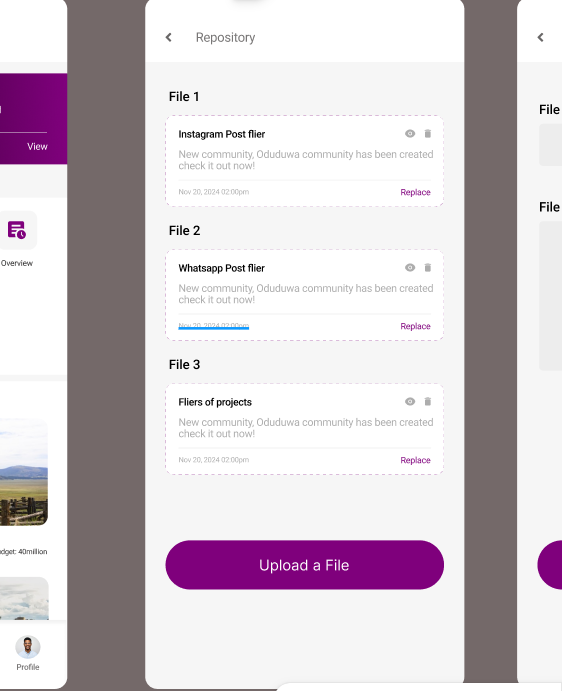 View
Overview
dget: 40million
Profile
Repository
File 1
Instagram Post flier
New community, Oduduwa community has been created
check it out now!
Nov 20, 2024 02:00pm
Replace
File 2
Whatsapp Post flier
New community, Oduduwa community has been created
check it out now!
Nov 20, 2024 02:00pm
Replace
File 3
Fliers of projects
New community, Oduduwa community has been created
check it out now!
Nov 20, 2024 02:00pm
Replace
Upload a File
File
File